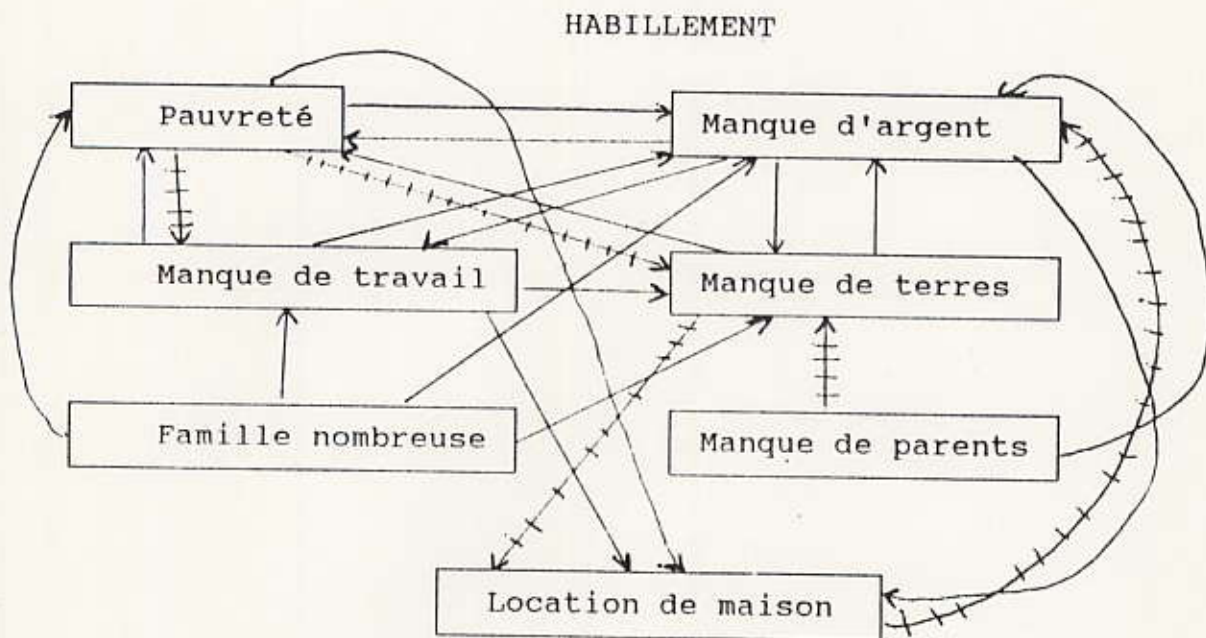 HABILLEMENT
Pauvreté
Manque d'argent
Manque de travail
Manque de terres
Famille nombreuse
Manque de parents
Location de maison